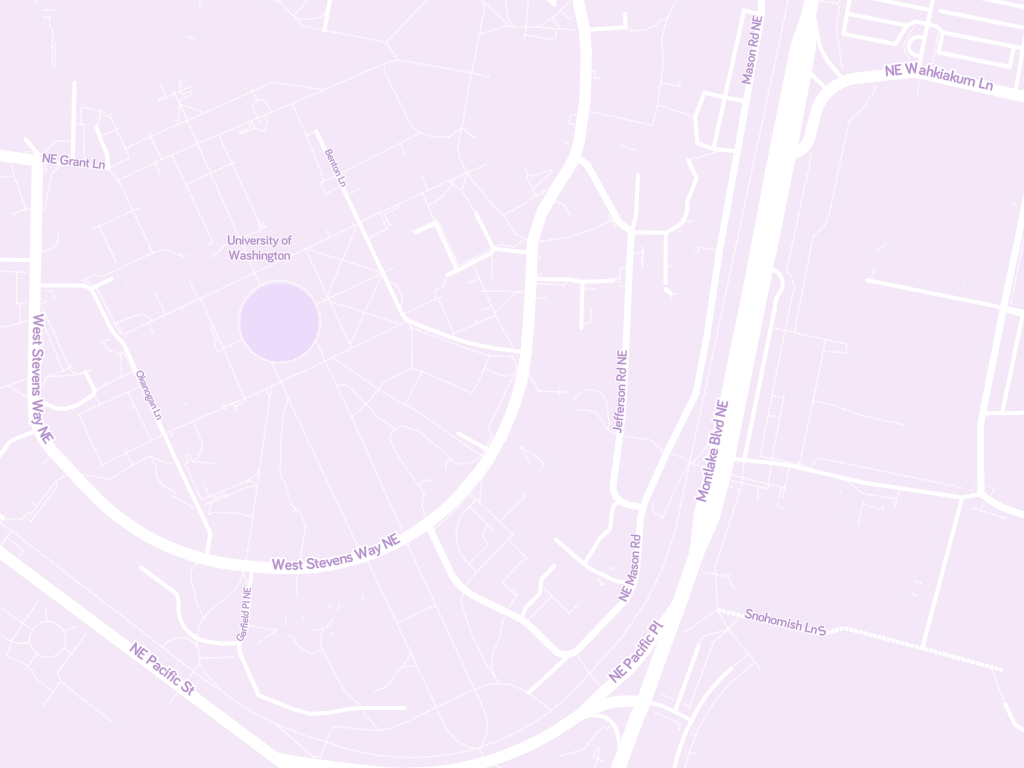 Mason Rd NE
NE Wahkiakum Ln
NE Grant Ln
Benton Ln
University of
Washington
West Stevens Way NE
Okanogan Ln
Jefferson Rd NE
Montlake Blvd NE
West Stevens Way NE
NE Mason Rd
Garfield Pl NE
Snohomish Ln S
NE Pacific Pl
NE Pacific St